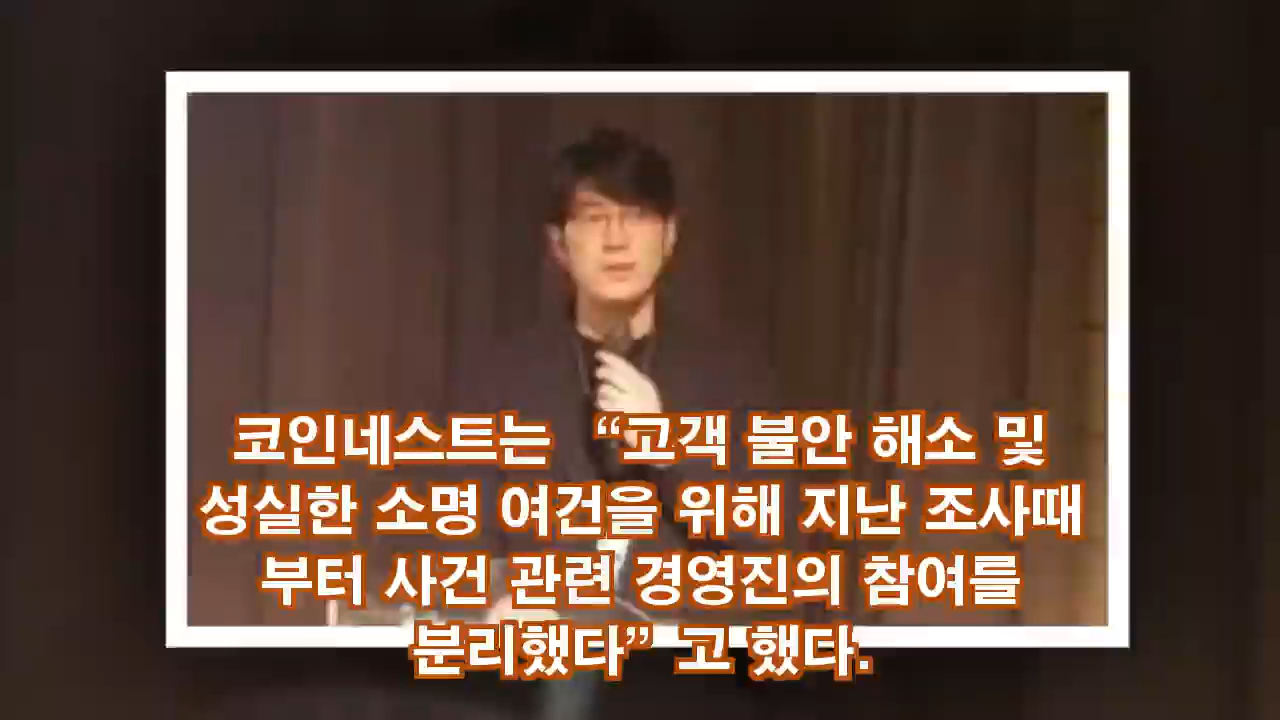 코인네스트는 “고객 불안 해소 및
성실한 소명 여건을 위해 지난 조사때
부터 사건 관련 경영진의 참여를
분리했다” 고 했다.